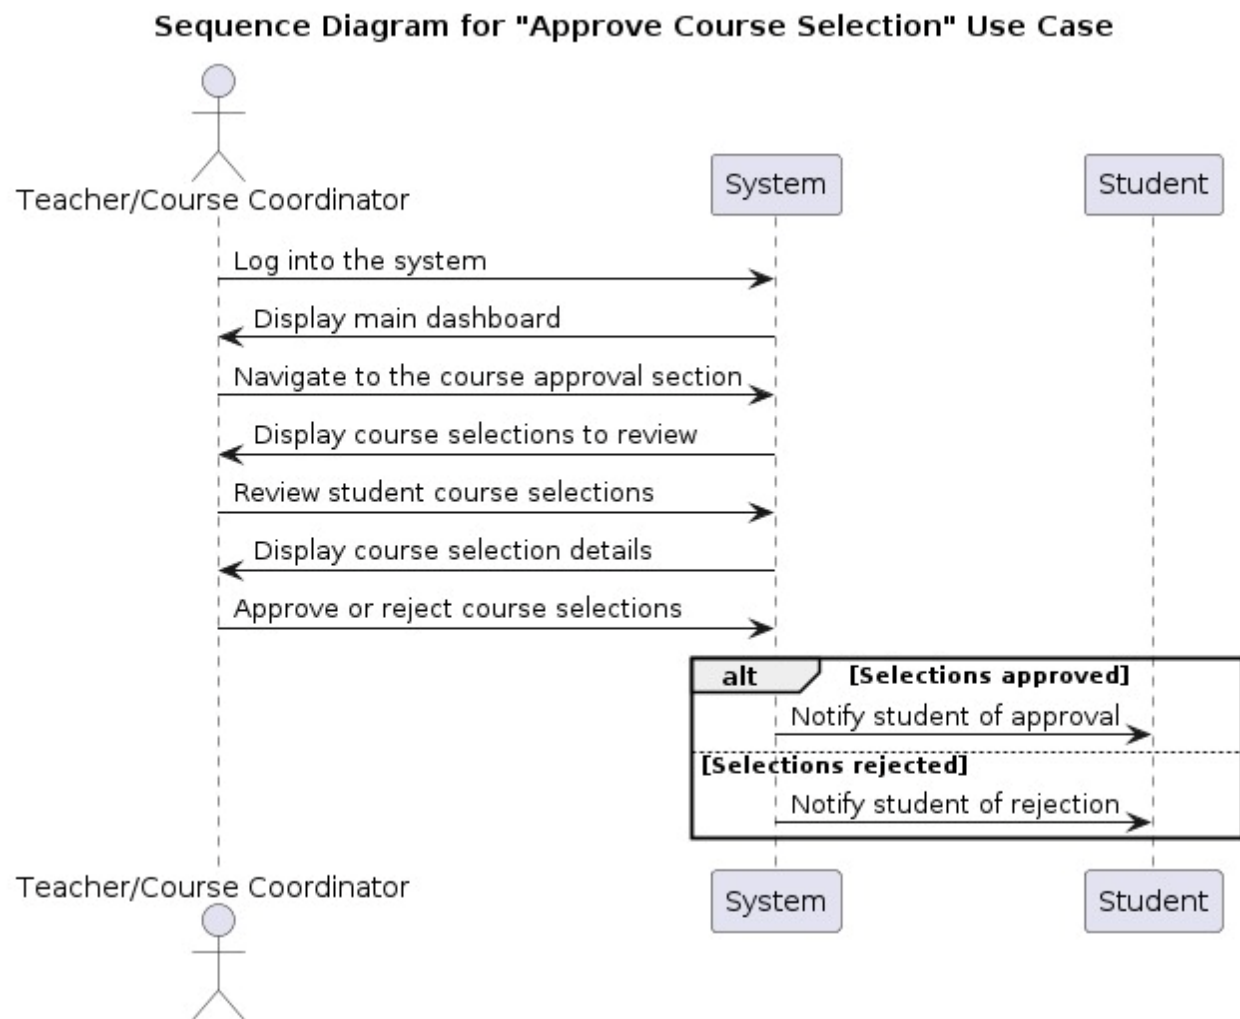 Sequence Diagram for "Approve Course Selection" Use Case
Teacher/Course Coordinator
System
Student
Log into the system
Display main dashboard
Navigate to the course approval section
Display course selections to review
Review student course selections
Display course selection details
Approve or reject course selections
alt
[Selections approved]
Notify student of approval
[Selections rejected]
Notify student of rejection
Teacher/Course Coordinator
System
Student